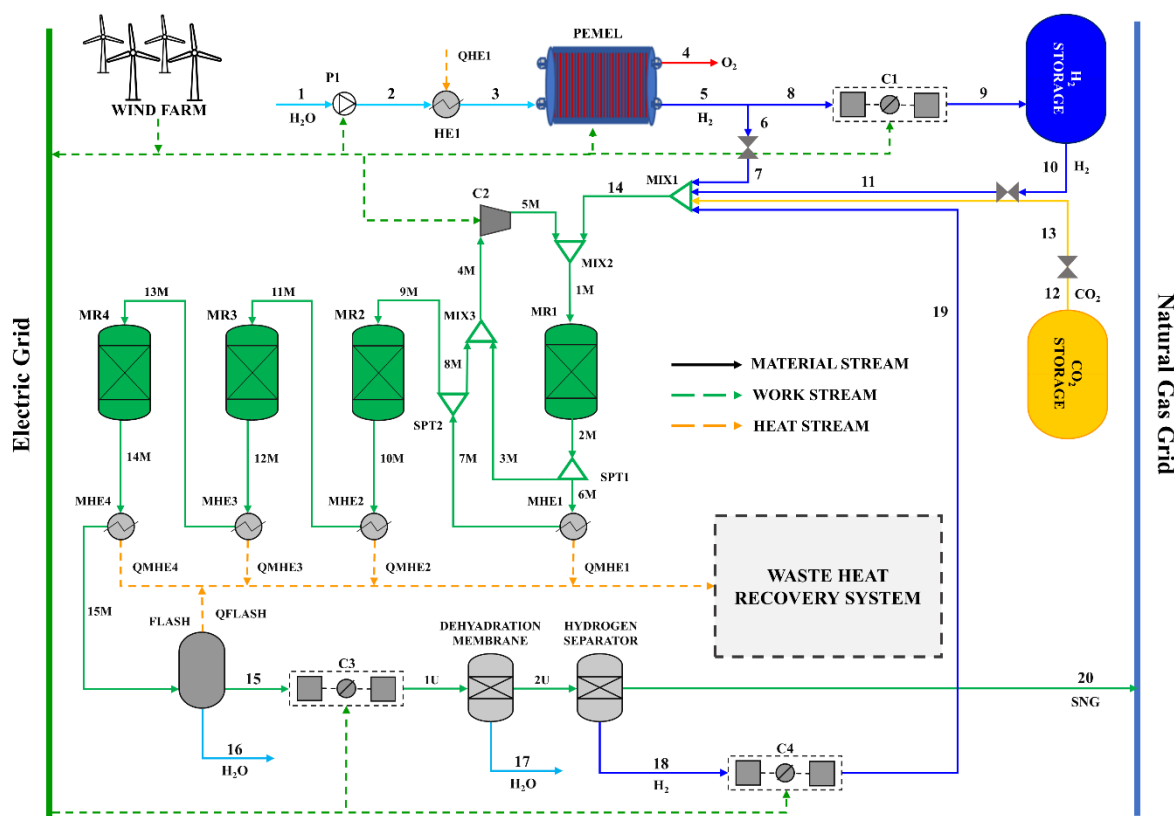 PEMEL
QHE1
4
O₂
C1
H₂
STORAGE
P1
1
2
3
5
8
9
WIND FARM
H₂O
HE1
H₂
6
7
10
H₂
11
MIX1
14
C2
5M
13
MIX2
4M
12
CO₂
1M
13M
11M
9M
MIX3
MR1
19
MR4
MR3
MR2
8M
CO₂
STORAGE
MATERIAL STREAM
WORK STREAM
HEAT STREAM
SPT2
2M
14M
12M
10M
7M
3M
SPT1
6M
MHE4
MHE3
MHE2
MHE1
QMHE4
QMHE3
QMHE2
QMHE1
WASTE HEAT
RECOVERY SYSTEM
15M
FLASH
QFLASH
DEHYADRATION
MEMBRANE
HYDROGEN
SEPARATOR
C3
15
1U
2U
20
SNG
16
H₂O
17
H₂O
18
H₂
C4
Electric Grid
Natural Gas Grid